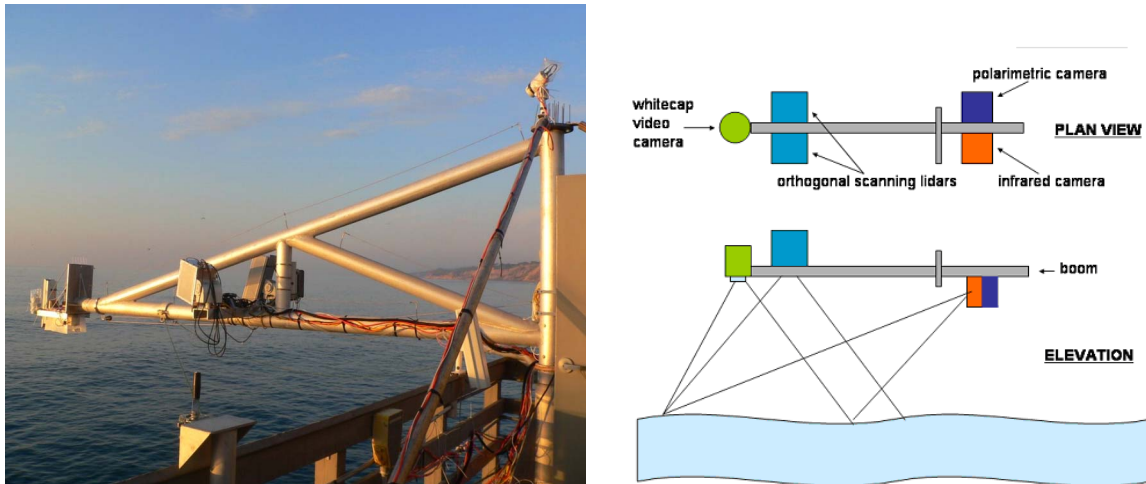 polarimetric camera
whitecap
video
camera
PLAN VIEW
orthogonal scanning lidars
infrared camera
boom
ELEVATION